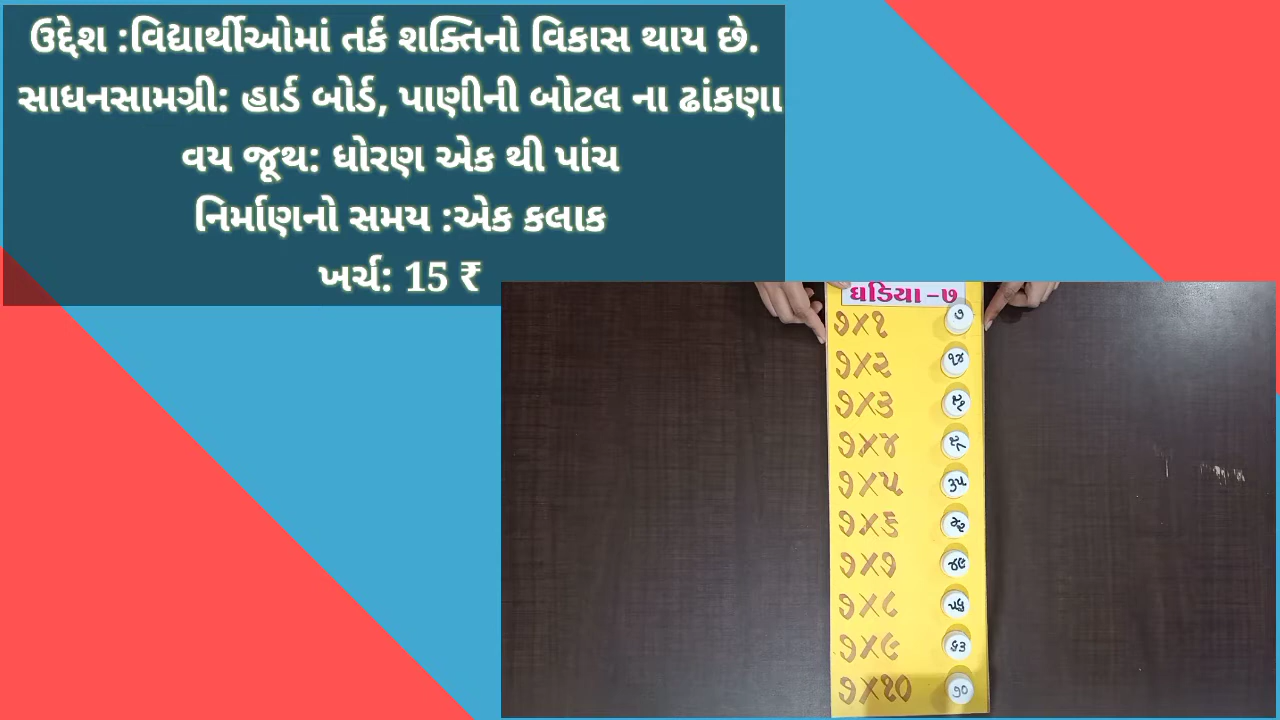 ઉદ્દેશ :વિદ્યાર્થીઓમાં તર્ક શક્તિનો વિકાસ થાય છે.
સાધનસામગ્રી: હાર્ડ બોર્ડ, પાણીની બોટલ ના ઢાંકણા
વય જૂથ: ધોરણ એક થી પાંચ
નિર્માણનો સમય :એક કલાક
ખર્ચ: 15 ₹
ઘડિયા - ૭
૭×૧ ૭
૭×૨ ૧૪
૭×૩ ૨૧
૭×૪ ૨૮
૭×૫ ૩૫
૭×૬ ૪૨
૭×૭ ૪૯
૭×૮ ૫૬
૭×૯ ૬૩
૭×૧૦ ૭૦